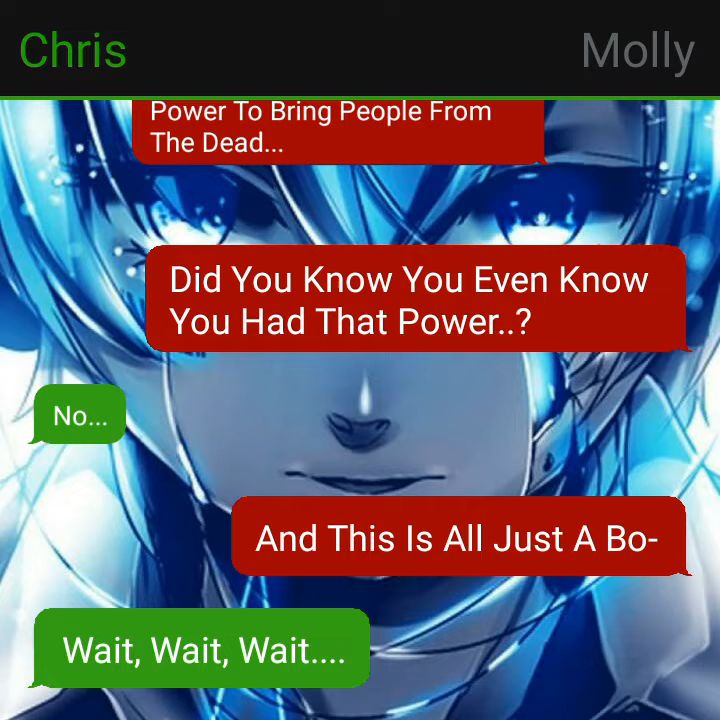 Chris
Molly
Power To Bring People From
The Dead...
Did You Know You Even Know
You Had That Power..?
No...
And This Is All Just A Bo-
Wait, Wait, Wait....